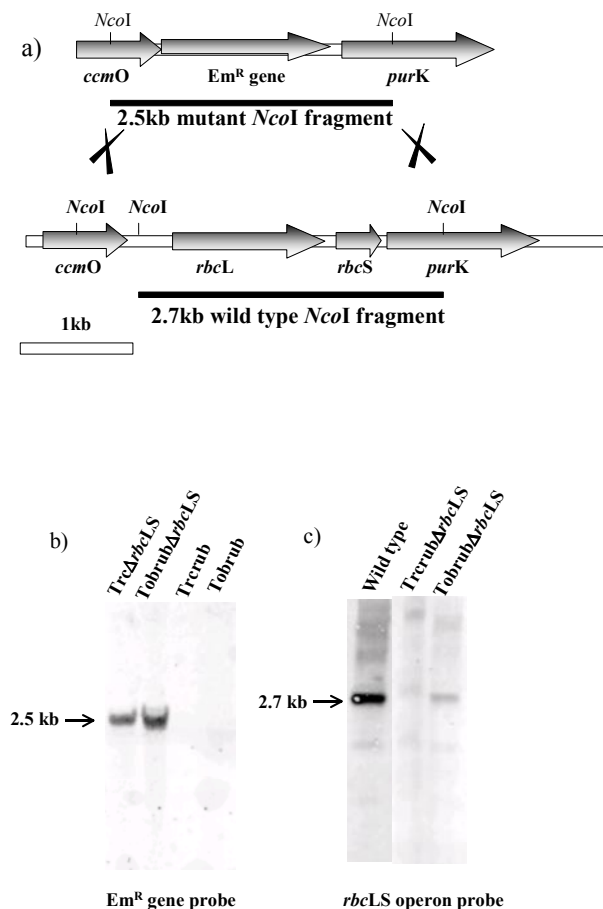 a)
NcoI NcoI
ccmO EmR gene purK
2.5kb mutant NcoI fragment
NcoI NcoI NcoI
ccmO rbcL rbcS purK
2.7kb wild type NcoI fragment
1kb
b)
TrcΔrbcLS
TobrubΔrbcLS
Trcrub
Tobrub
2.5 kb
EmR gene probe
c)
Wild type
TrcrubΔrbcLS
TobrubΔrbcLS
2.7 kb
rbcLS operon probe